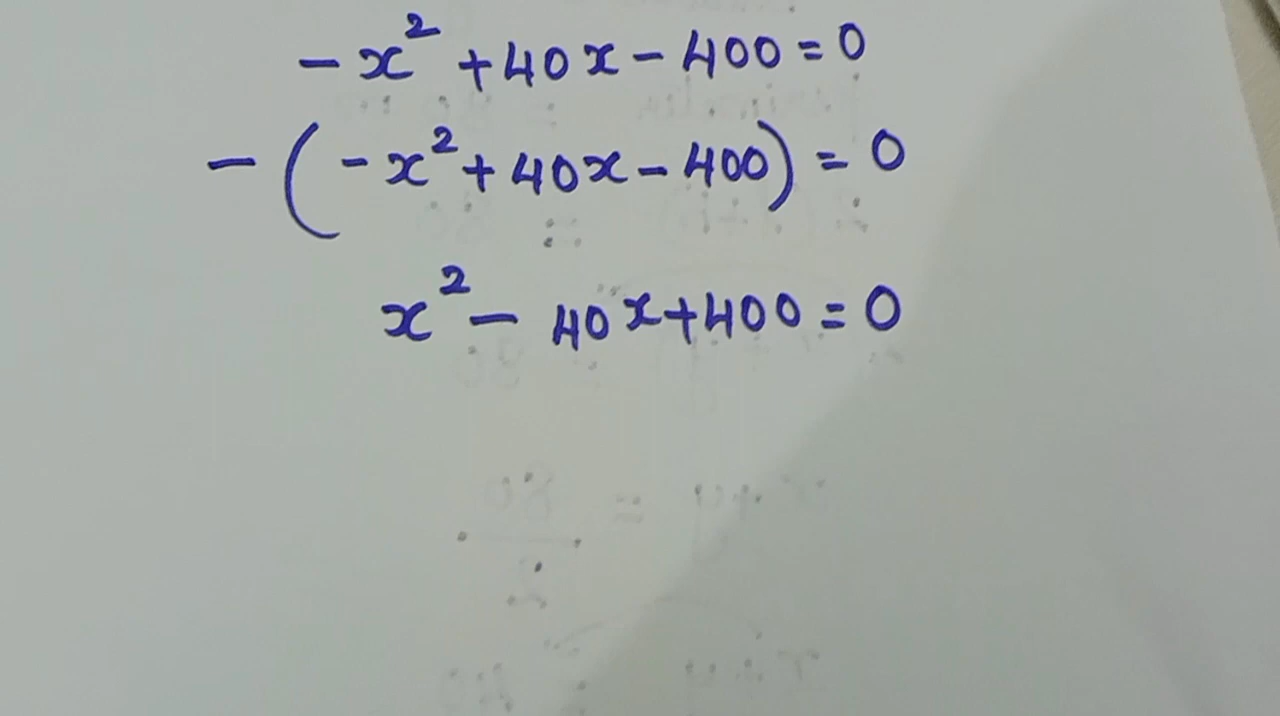 -x² + 40x - 400 = 0
-(-x² + 40x - 400) = 0
x² - 40x + 400 = 0